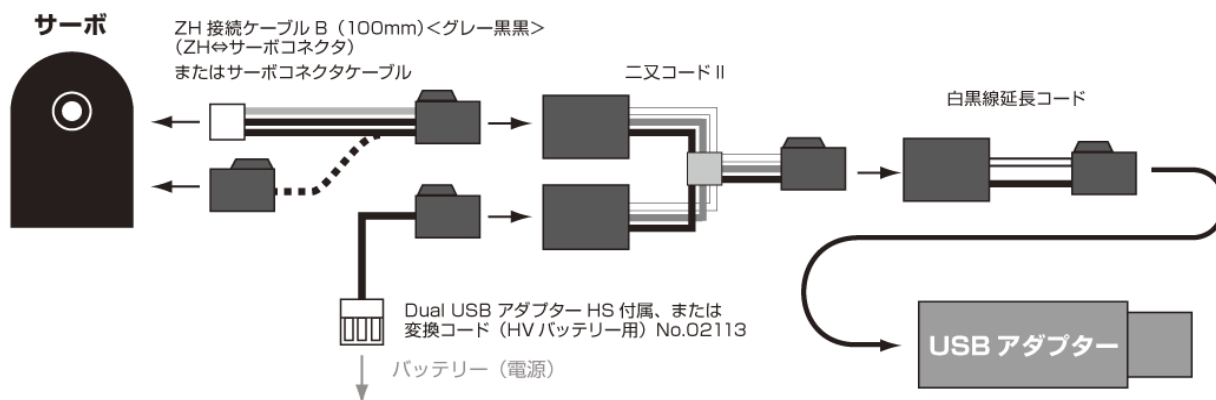 サーボ
ZH 接続ケーブル B（100mm)＜グレー黒黒＞
（ZH⇔サーボコネクタ）
またはサーボコネクタケーブル
二又コードⅡ
白黒線延長コード
Dual USB アダプター HS 付属、または
変換コード（HV バッテリー用）No.02113
バッテリー（電源）
USB アダプター